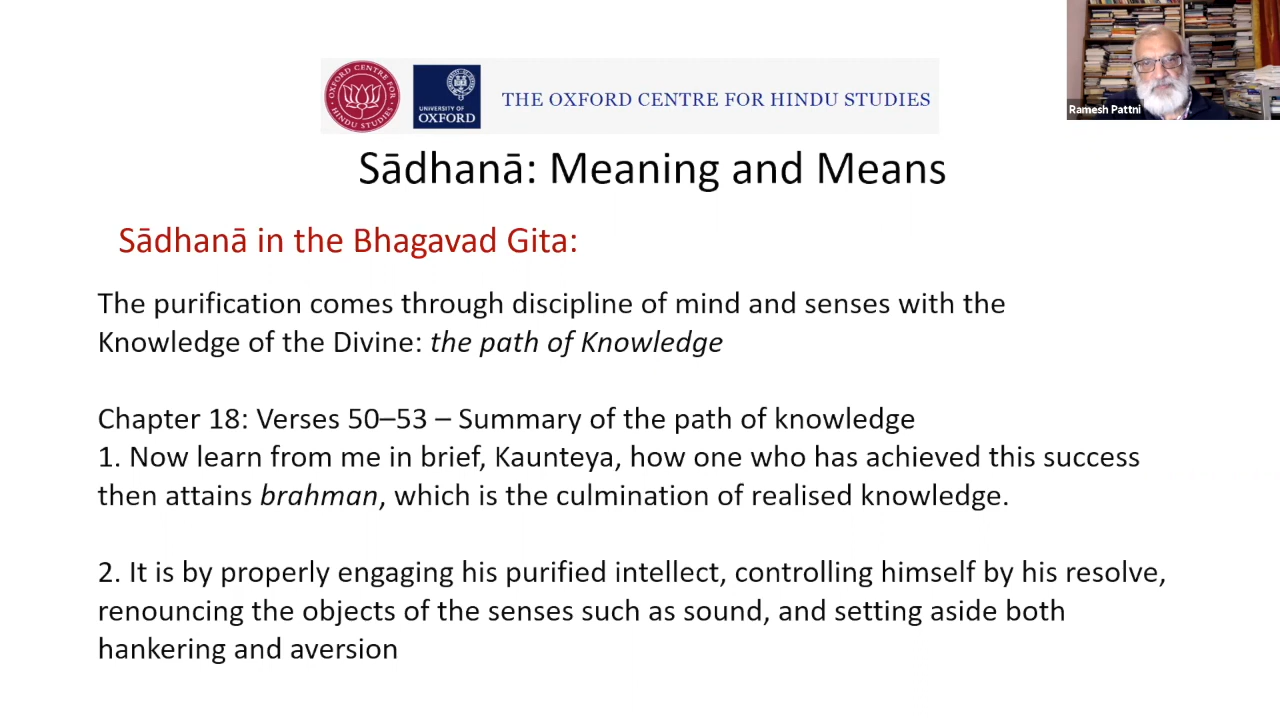 OXFORD CENTRE FOR HINDU STUDIES
UNIVERSITY OF
OXFORD
THE OXFORD CENTRE FOR HINDU STUDIES
Ramesh Pattni
Sādhanā: Meaning and Means
Sādhanā in the Bhagavad Gita:
The purification comes through discipline of mind and senses with the
Knowledge of the Divine: the path of Knowledge
Chapter 18: Verses 50–53 – Summary of the path of knowledge
1. Now learn from me in brief, Kaunteya, how one who has achieved this success
then attains brahman, which is the culmination of realised knowledge.
2. It is by properly engaging his purified intellect, controlling himself by his resolve,
renouncing the objects of the senses such as sound, and setting aside both
hankering and aversion